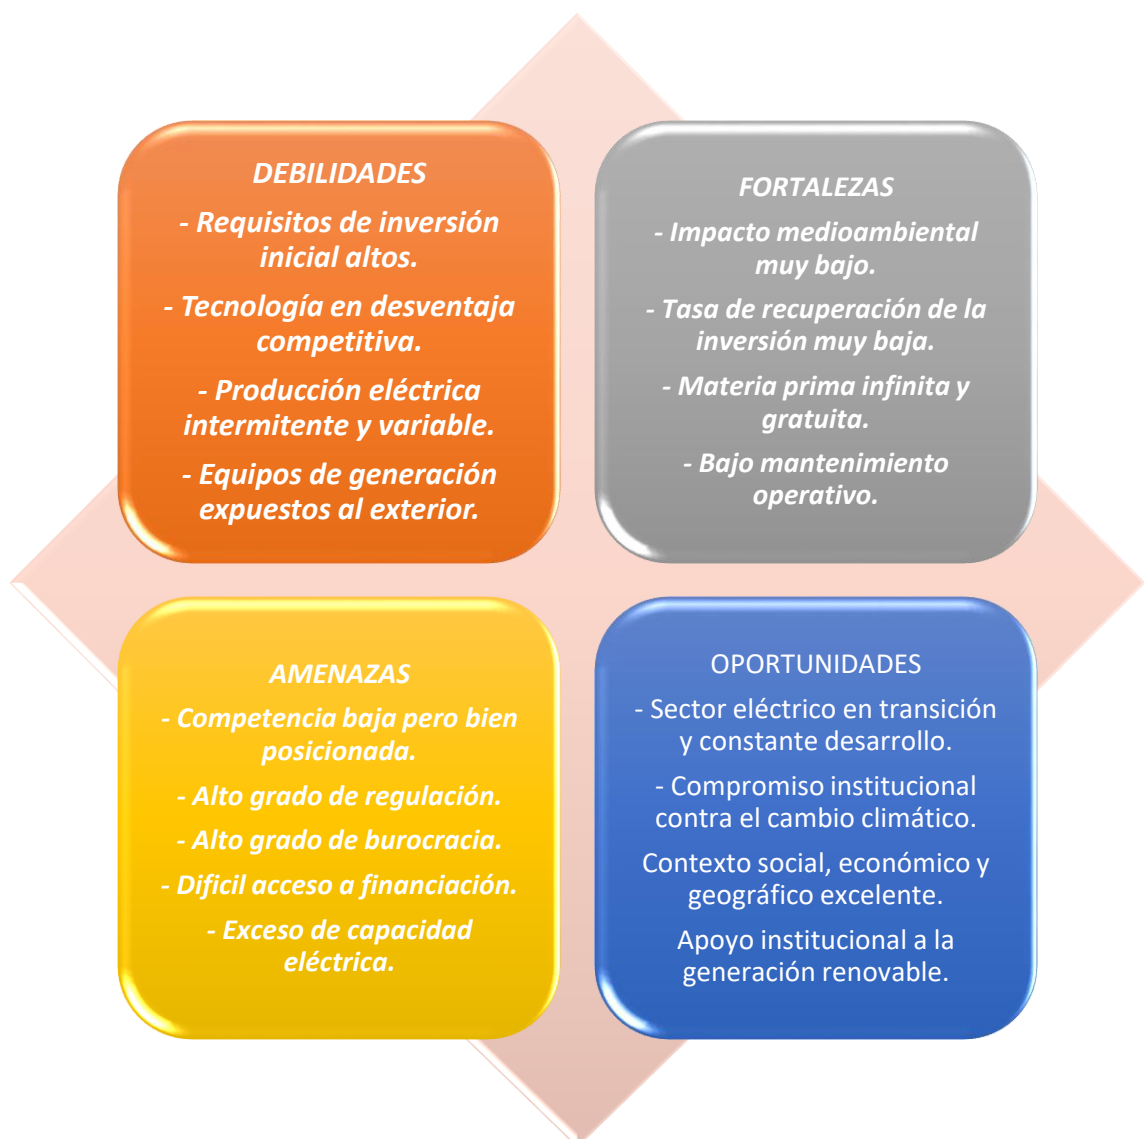 DEBILIDADES
- Requisitos de inversión
inicial altos.
- Tecnología en desventaja
competitiva.
- Producción eléctrica
intermitente y variable.
- Equipos de generación
expuestos al exterior.
FORTALEZAS
- Impacto medioambiental
muy bajo.
- Tasa de recuperación de la
inversión muy baja.
- Materia prima infinita y
gratuita.
- Bajo mantenimiento
operativo.
AMENAZAS
- Competencia baja pero bien
posicionada.
- Alto grado de regulación.
- Alto grado de burocracia.
- Dificil acceso a financiación.
- Exceso de capacidad
eléctrica.
OPORTUNIDADES
- Sector eléctrico en transición
y constante desarrollo.
- Compromiso institucional
contra el cambio climático.
Contexto social, económico y
geográfico excelente.
Apoyo institucional a la
generación renovable.